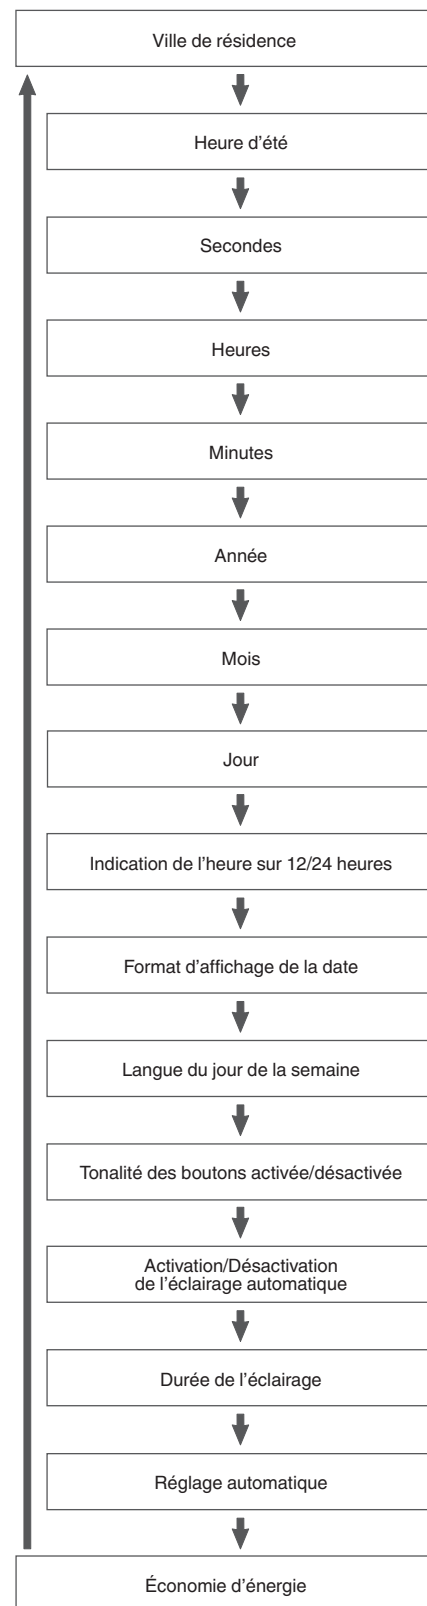 Ville de résidence
Heure d’été
Secondes
Heures
Minutes
Année
Mois
Jour
Indication de l’heure sur 12/24 heures
Format d’affichage de la date
Langue du jour de la semaine
Tonalité des boutons activée/désactivée
Activation/Désactivation
de l’éclairage automatique
Durée de l’éclairage
Réglage automatique
Économie d’énergie